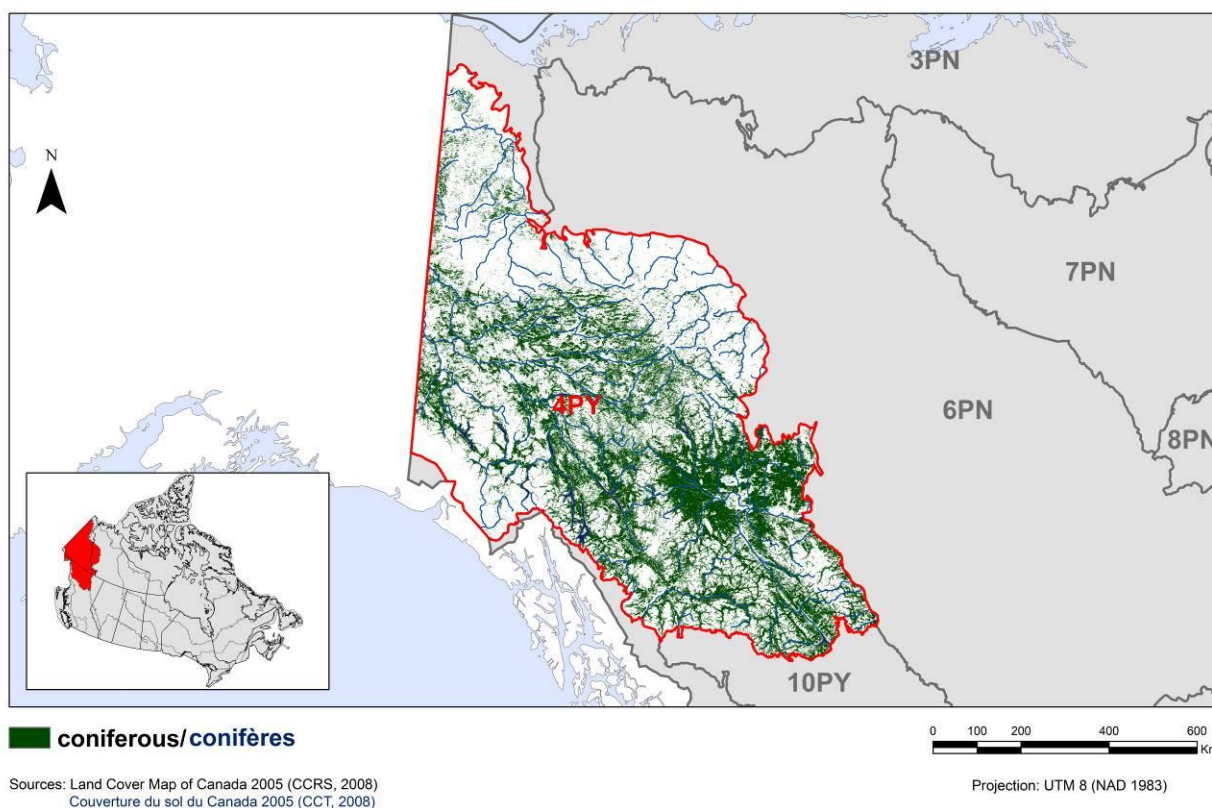 3PN
N
7PN
4PY
6PN
8PN
10PY
coniferous/conifères
0 100 200 400 600
Km
Sources: Land Cover Map of Canada 2005 (CCRS, 2008)
Couverture du sol du Canada 2005 (CCT, 2008)
Projection: UTM 8 (NAD 1983)